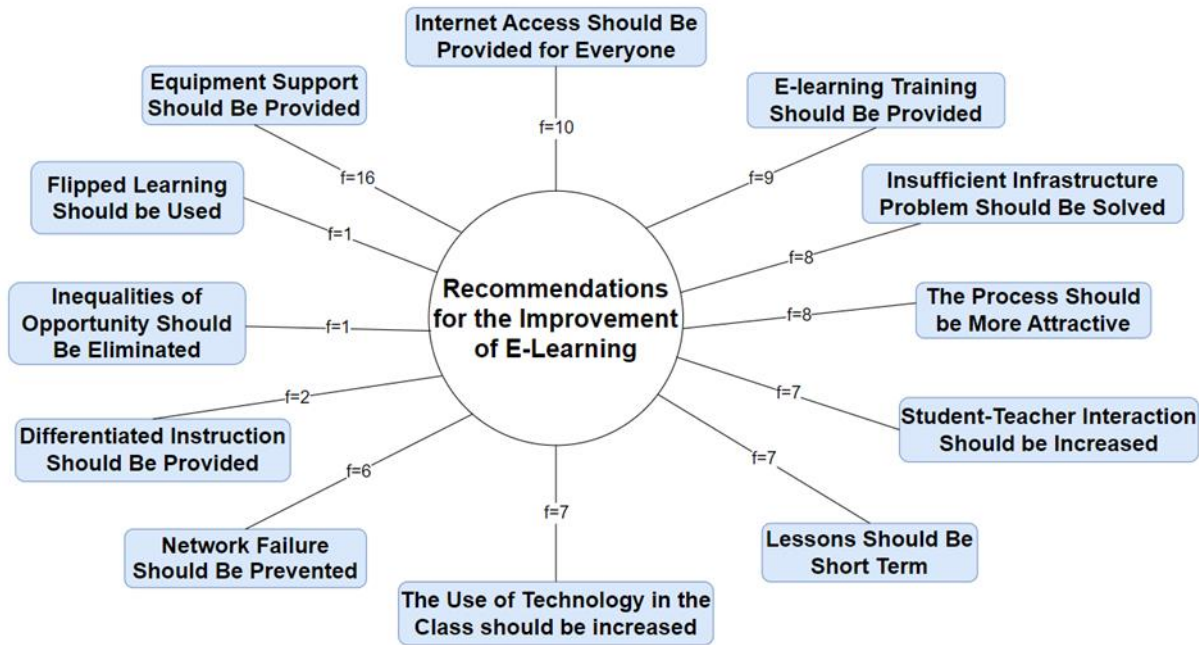 Internet Access Should Be
Provided for Everyone
f=10
E-learning Training
Should Be Provided
f=9
Insufficient Infrastructure
Problem Should Be Solved
f=8
The Process Should
be More Attractive
f=8
Student-Teacher Interaction
Should be Increased
f=7
Lessons Should Be
Short Term
f=7
The Use of Technology in the
Class should be increased
f=7
Network Failure
Should Be Prevented
f=6
Differentiated Instruction
Should Be Provided
f=2
Inequalities of
Opportunity Should
Be Eliminated
f=1
Flipped Learning
Should be Used
f=1
Equipment Support
Should Be Provided
f=16
Recommendations
for the Improvement
of E-Learning